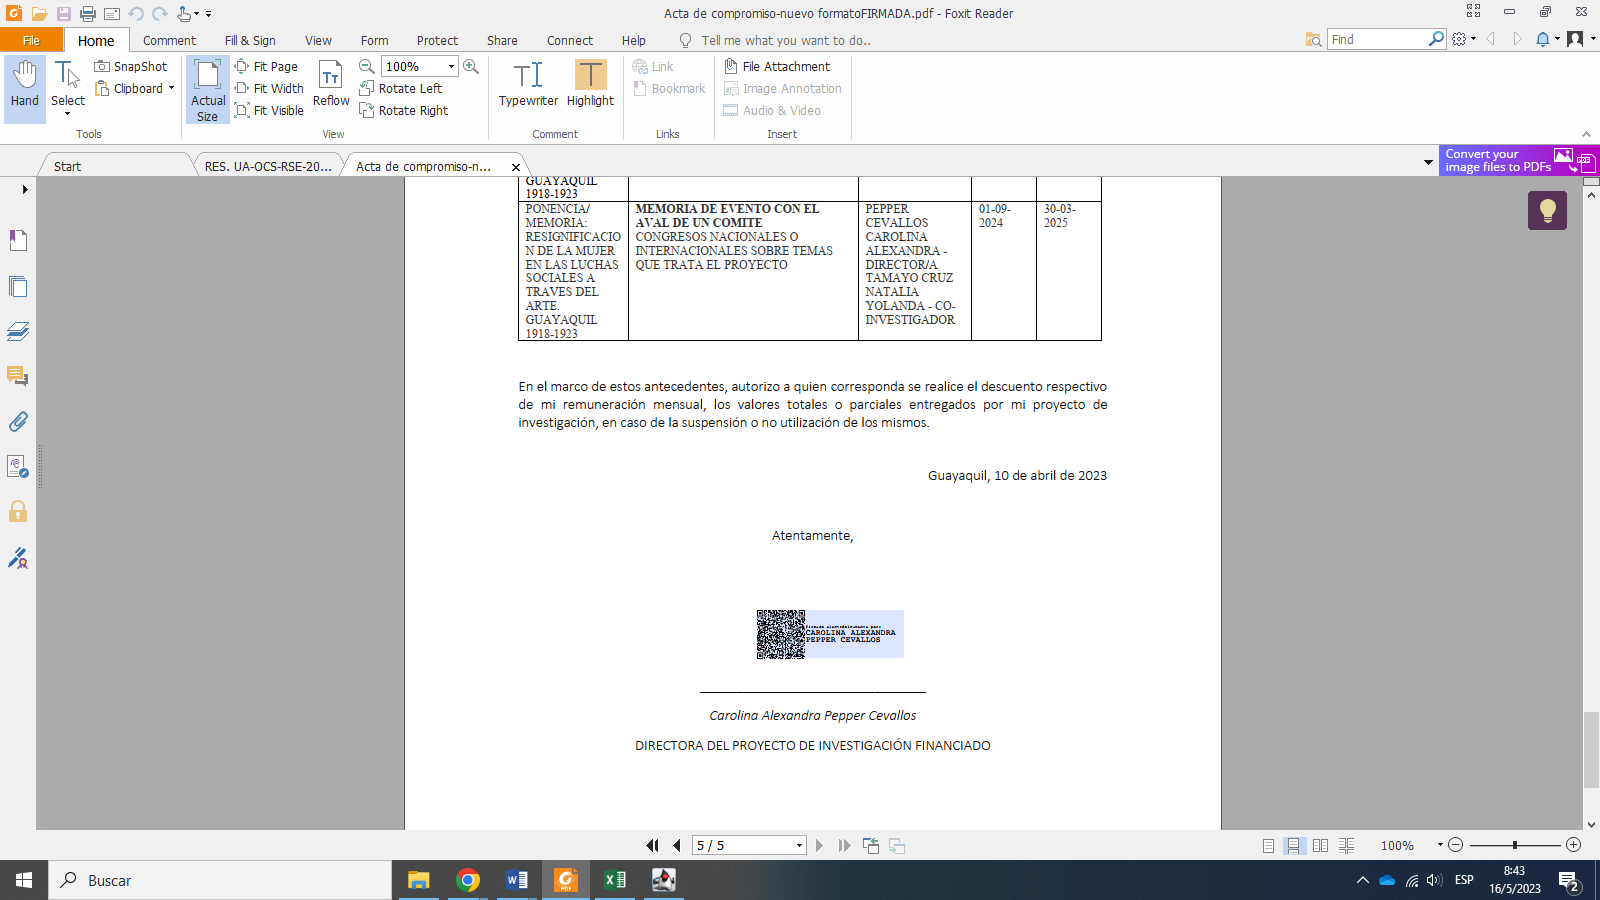 Acta de compromiso-nuevo formatoFIRMADA.pdf - Foxit Reader
File
Home
Comment
Fill & Sign
View
Form
Protect
Share
Connect
Help
Tell me what you want to do..
Find
Hand
Select
SnapShot
Clipboard
Tools
Actual
Size
Fit Page
Fit Width
Fit Visible
Reflow
100%
Rotate Left
Rotate Right
View
Typewriter
Highlight
Comment
Link
Bookmark
Links
File Attachment
Image Annotation
Audio & Video
Insert
Start
RES. UA-OCS-RSE-20...
Acta de compromiso-n...
Convert your
image files to PDFs
GUAYAQUIL
1918-1923
PONENCIA/
MEMORIA:
RESIGNIFICACIO
N DE LA MUJER
EN LAS LUCHAS
SOCIALES A
TRAVES DEL
ARTE.
GUAYAQUIL
1918-1923
MEMORIA DE EVENTO CON EL
AVAL DE UN COMITE
CONGRESOS NACIONALES O
INTERNACIONALES SOBRE TEMAS
QUE TRATA EL PROYECTO
PEPPER
CEVALLOS
CAROLINA
ALEXANDRA -
DIRECTOR/A
TAMAYO CRUZ
NATALIA
YOLANDA - CO-
INVESTIGADOR
01-09-
2024
30-03-
2025
En el marco de estos antecedentes, autorizo a quien corresponda se realice el descuento respectivo
de mi remuneración mensual, los valores totales o parciales entregados por mi proyecto de
investigación, en caso de la suspensión o no utilización de los mismos.
Guayaquil, 10 de abril de 2023
Atentamente,
Firmado electrónicamente por:
CAROLINA ALEXANDRA
PEPPER CEVALLOS
Carolina Alexandra Pepper Cevallos
DIRECTORA DEL PROYECTO DE INVESTIGACIÓN FINANCIADO
5 / 5
100%
Buscar
ESP
8:43
16/5/2023
2